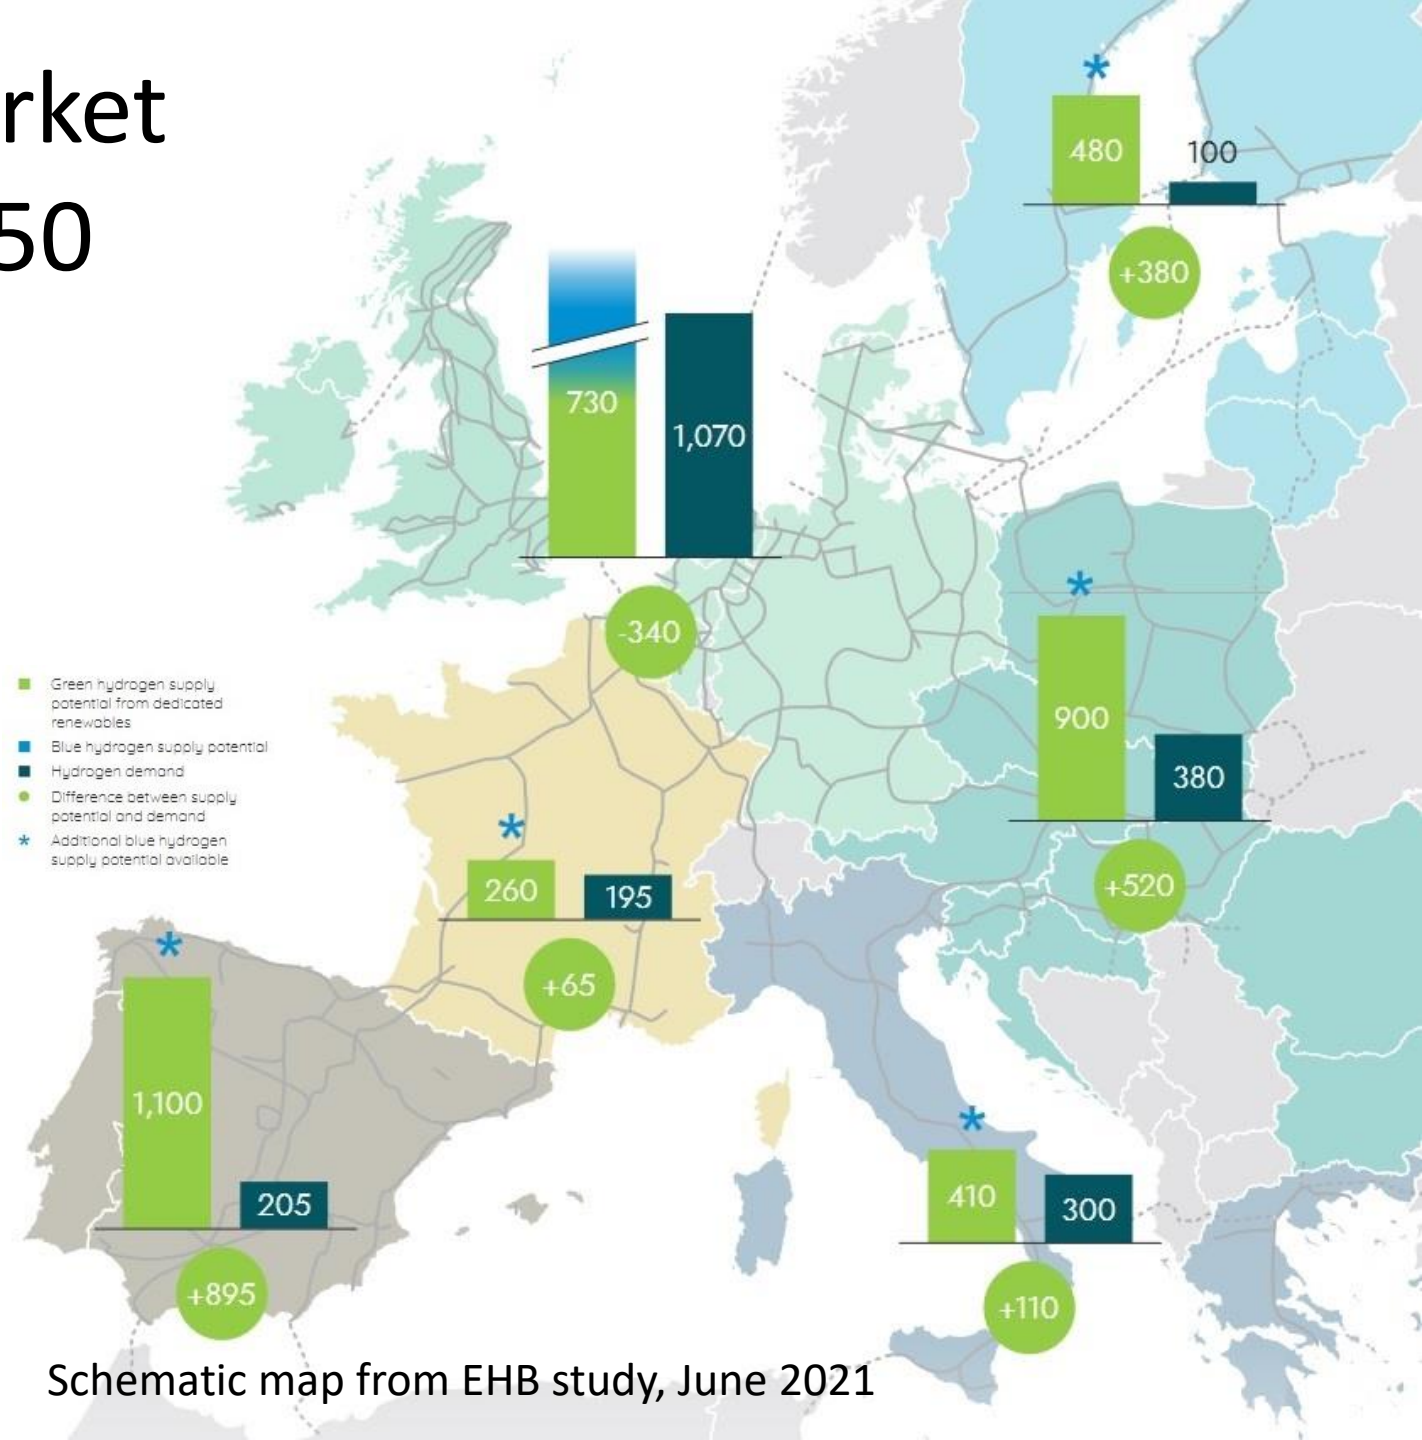 rket
50
*
480
100
+380
730
1,070
-340
*
900
380
+520
Green hydrogen supply
potential from dedicated
renewables
Blue hydrogen supply potential
Hydrogen demand
Difference between supply
potential and demand
* Additional blue hydrogen
supply potential available
*
260
195
+65
*
1,100
205
+895
*
410
300
+110
Schematic map from EHB study, June 2021